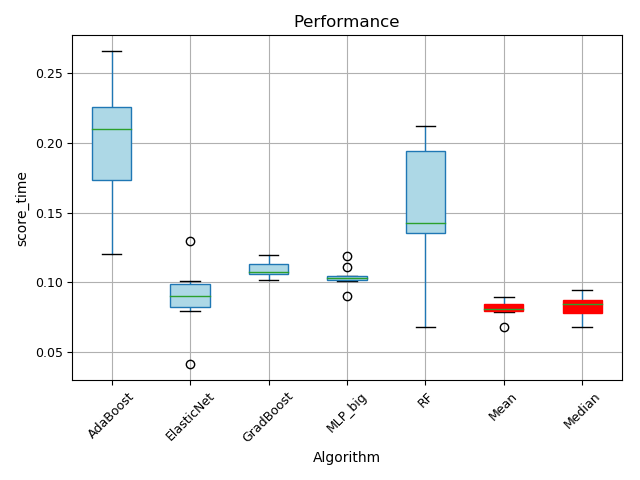 Performance
score_time
0.25
0.20
0.15
0.10
0.05
AdaBoost
ElasticNet
GradBoost
MLP_big
RF
Mean
Median
Algorithm